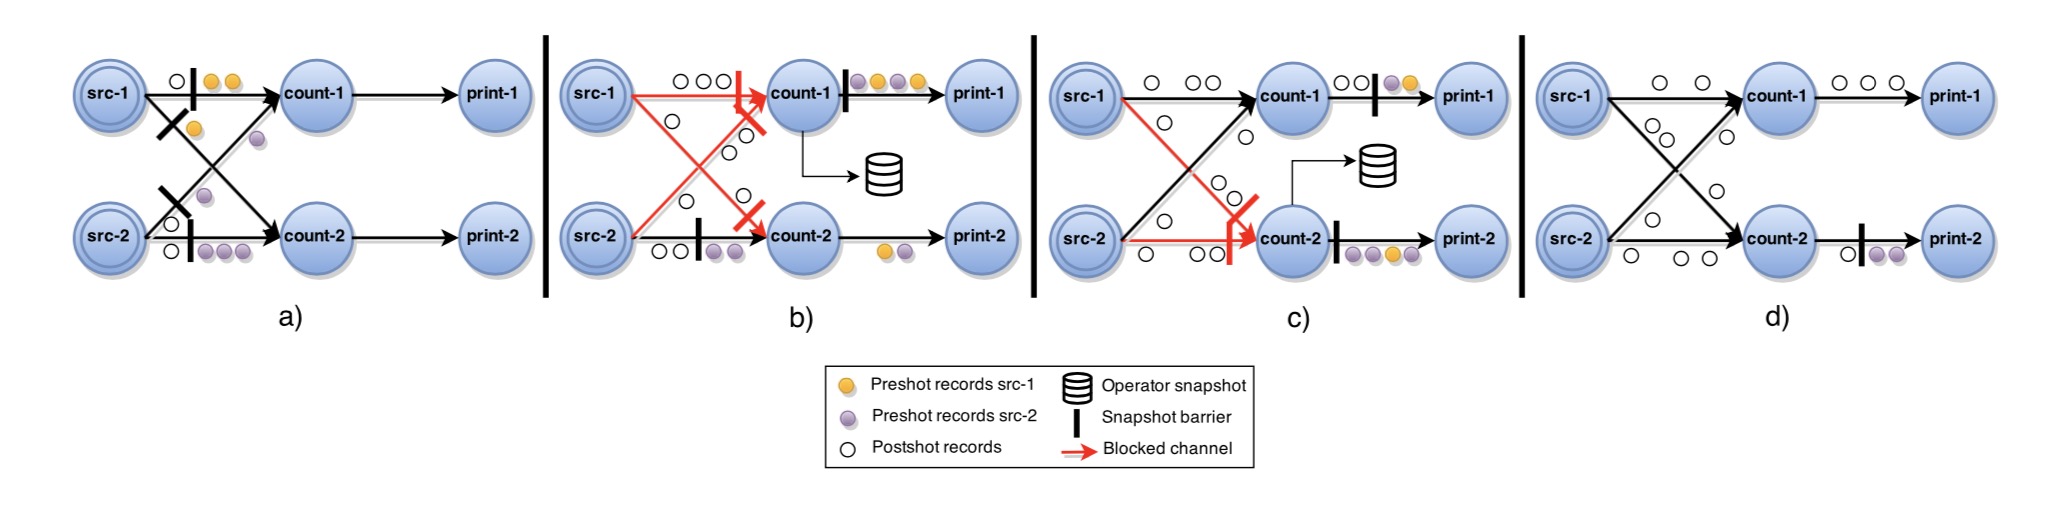 src-1 count-1 print-1
src-2 count-2 print-2
a)
src-1 count-1 print-1
src-2 count-2 print-2
b)
src-1 count-1 print-1
src-2 count-2 print-2
c)
src-1 count-1 print-1
src-2 count-2 print-2
d)
Preshot records src-1
Preshot records src-2
Postshot records
Operator snapshot
Snapshot barrier
Blocked channel